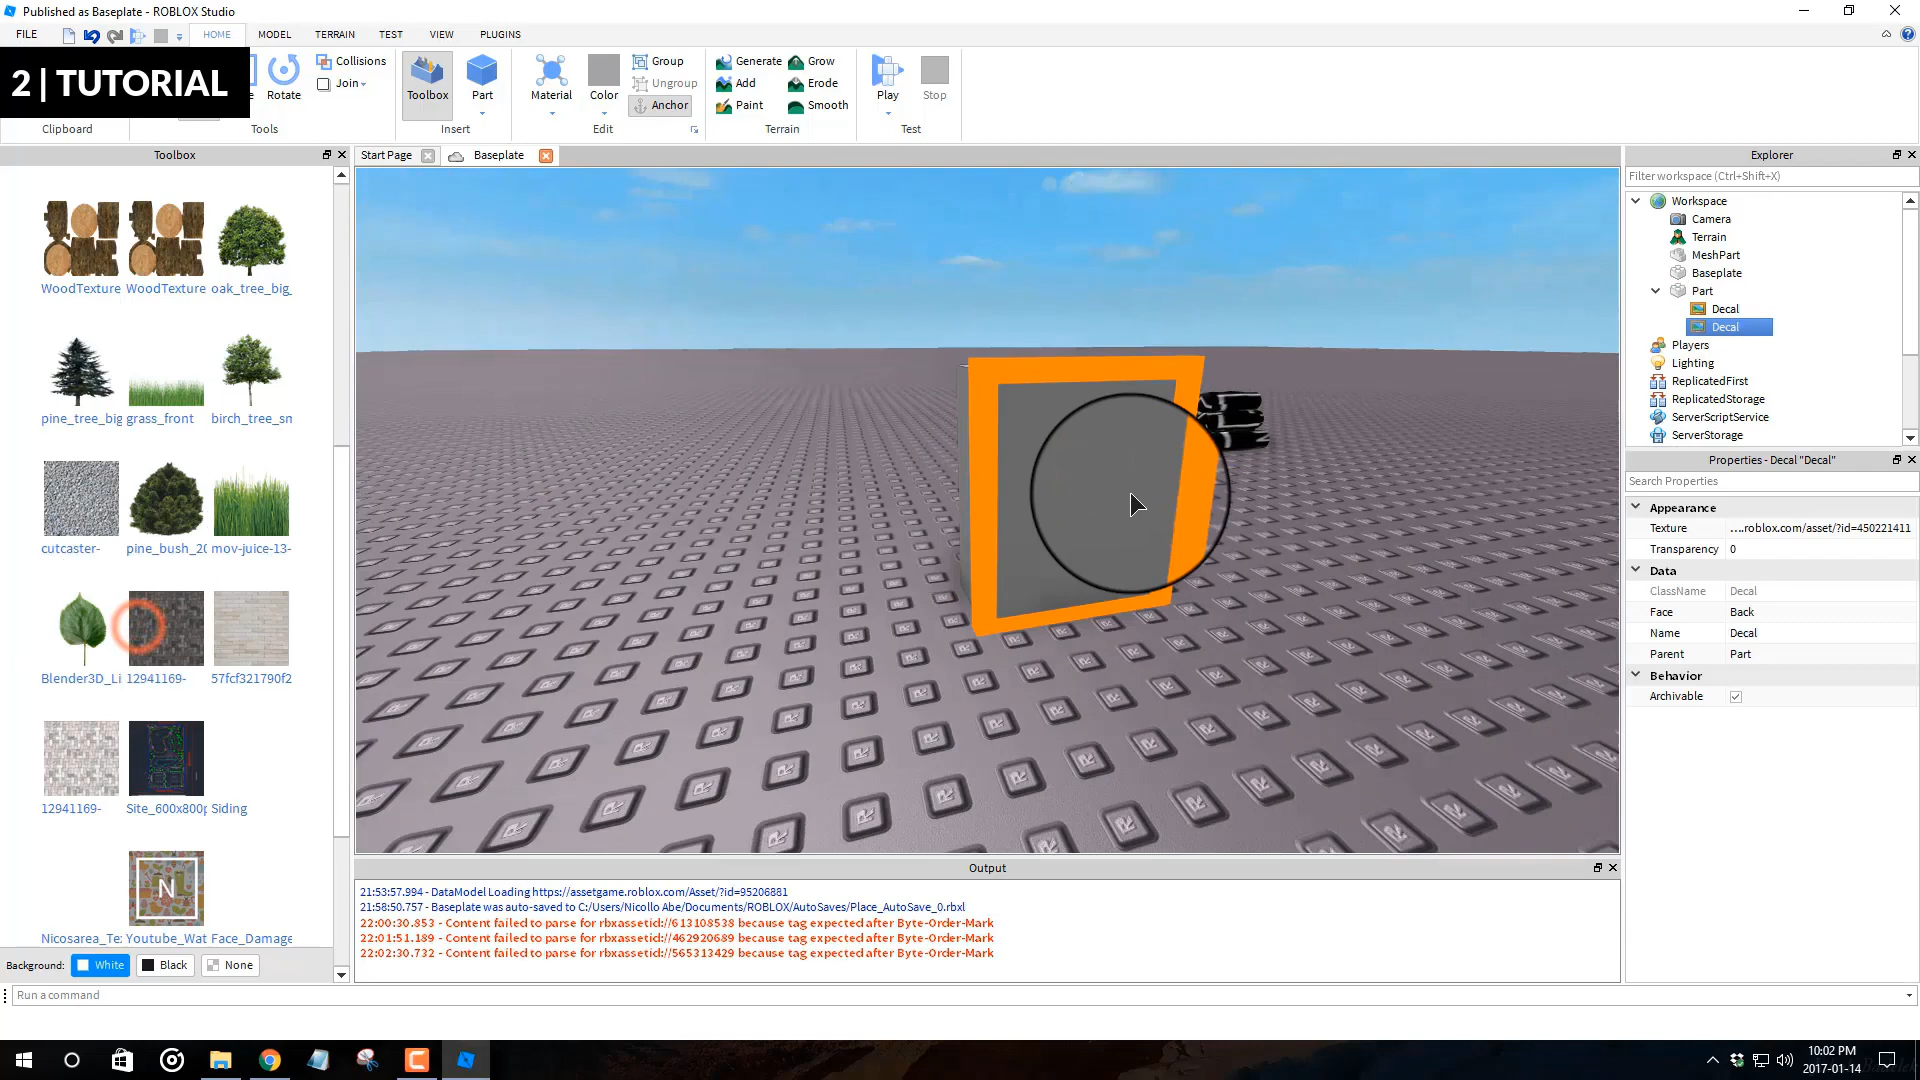 Published as Baseplate - ROBLOX Studio
FILE
HOME
MODEL
TERRAIN
TEST
VIEW
PLUGINS
2 | TUTORIAL
Rotate
Collisions
Join
Toolbox
Part
Material
Color
Group
Ungroup
Anchor
Generate
Add
Paint
Grow
Erode
Smooth
Play
Stop
Clipboard
Tools
Insert
Edit
Terrain
Test
Toolbox
WoodTexture
WoodTexture
oak_tree_big_
pine_tree_big
grass_front
birch_tree_sn
cutcaster-
pine_bush_20
mov-juice-13-
Blender3D_Li
12941169-
57fcf321790f2
12941169-
Site_600x800p
Siding
N
Nicosarea_Te:
Youtube_Wat
Face_Damage
Background:
White
Black
None
Start Page
Baseplate
Output
21:53:57.994 - DataModel Loading https://assetgame.roblox.com/Asset/?id=95206881
21:58:50.757 - Baseplate was auto-saved to C:/Users/Nicollo Abe/Documents/ROBLOX/AutoSaves/Place_AutoSave_0.rbxl
22:00:30.853 - Content failed to parse for rbxassetid://613108538 because tag expected after Byte-Order-Mark
22:01:51.189 - Content failed to parse for rbxassetid://462920689 because tag expected after Byte-Order-Mark
22:02:30.732 - Content failed to parse for rbxassetid://565313429 because tag expected after Byte-Order-Mark
Explorer
Filter workspace (Ctrl+Shift+X)
Workspace
Camera
Terrain
MeshPart
Baseplate
Part
Decal
Decal
Players
Lighting
ReplicatedFirst
ReplicatedStorage
ServerScriptService
ServerStorage
Properties - Decal "Decal"
Search Properties
Appearance
Texture ....roblox.com/asset/?id=450221411
Transparency 0
Data
ClassName Decal
Face Back
Name Decal
Parent Part
Behavior
Archivable
Run a command
10:02 PM
2017-01-14